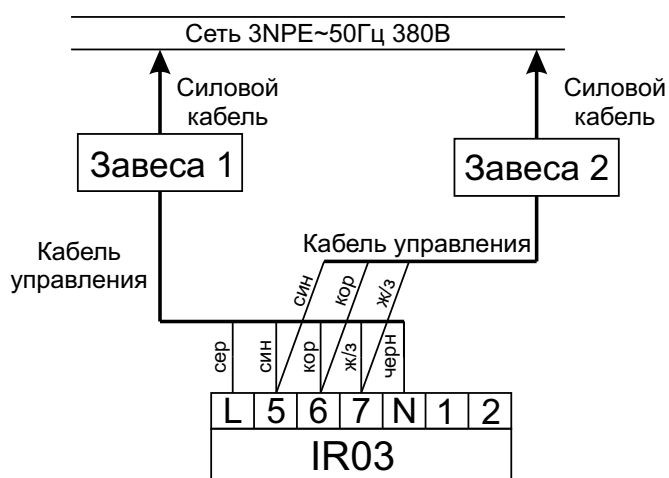 Сеть 3NPE~50Гц 380В
Силовой
кабель
Силовой
кабель
Завеса 1
Завеса 2
Кабель
управления
Кабель управления
син
кор
ж/з
сер
син
кор
ж/з
черн
L 5 6 7 N 1 2
IR03